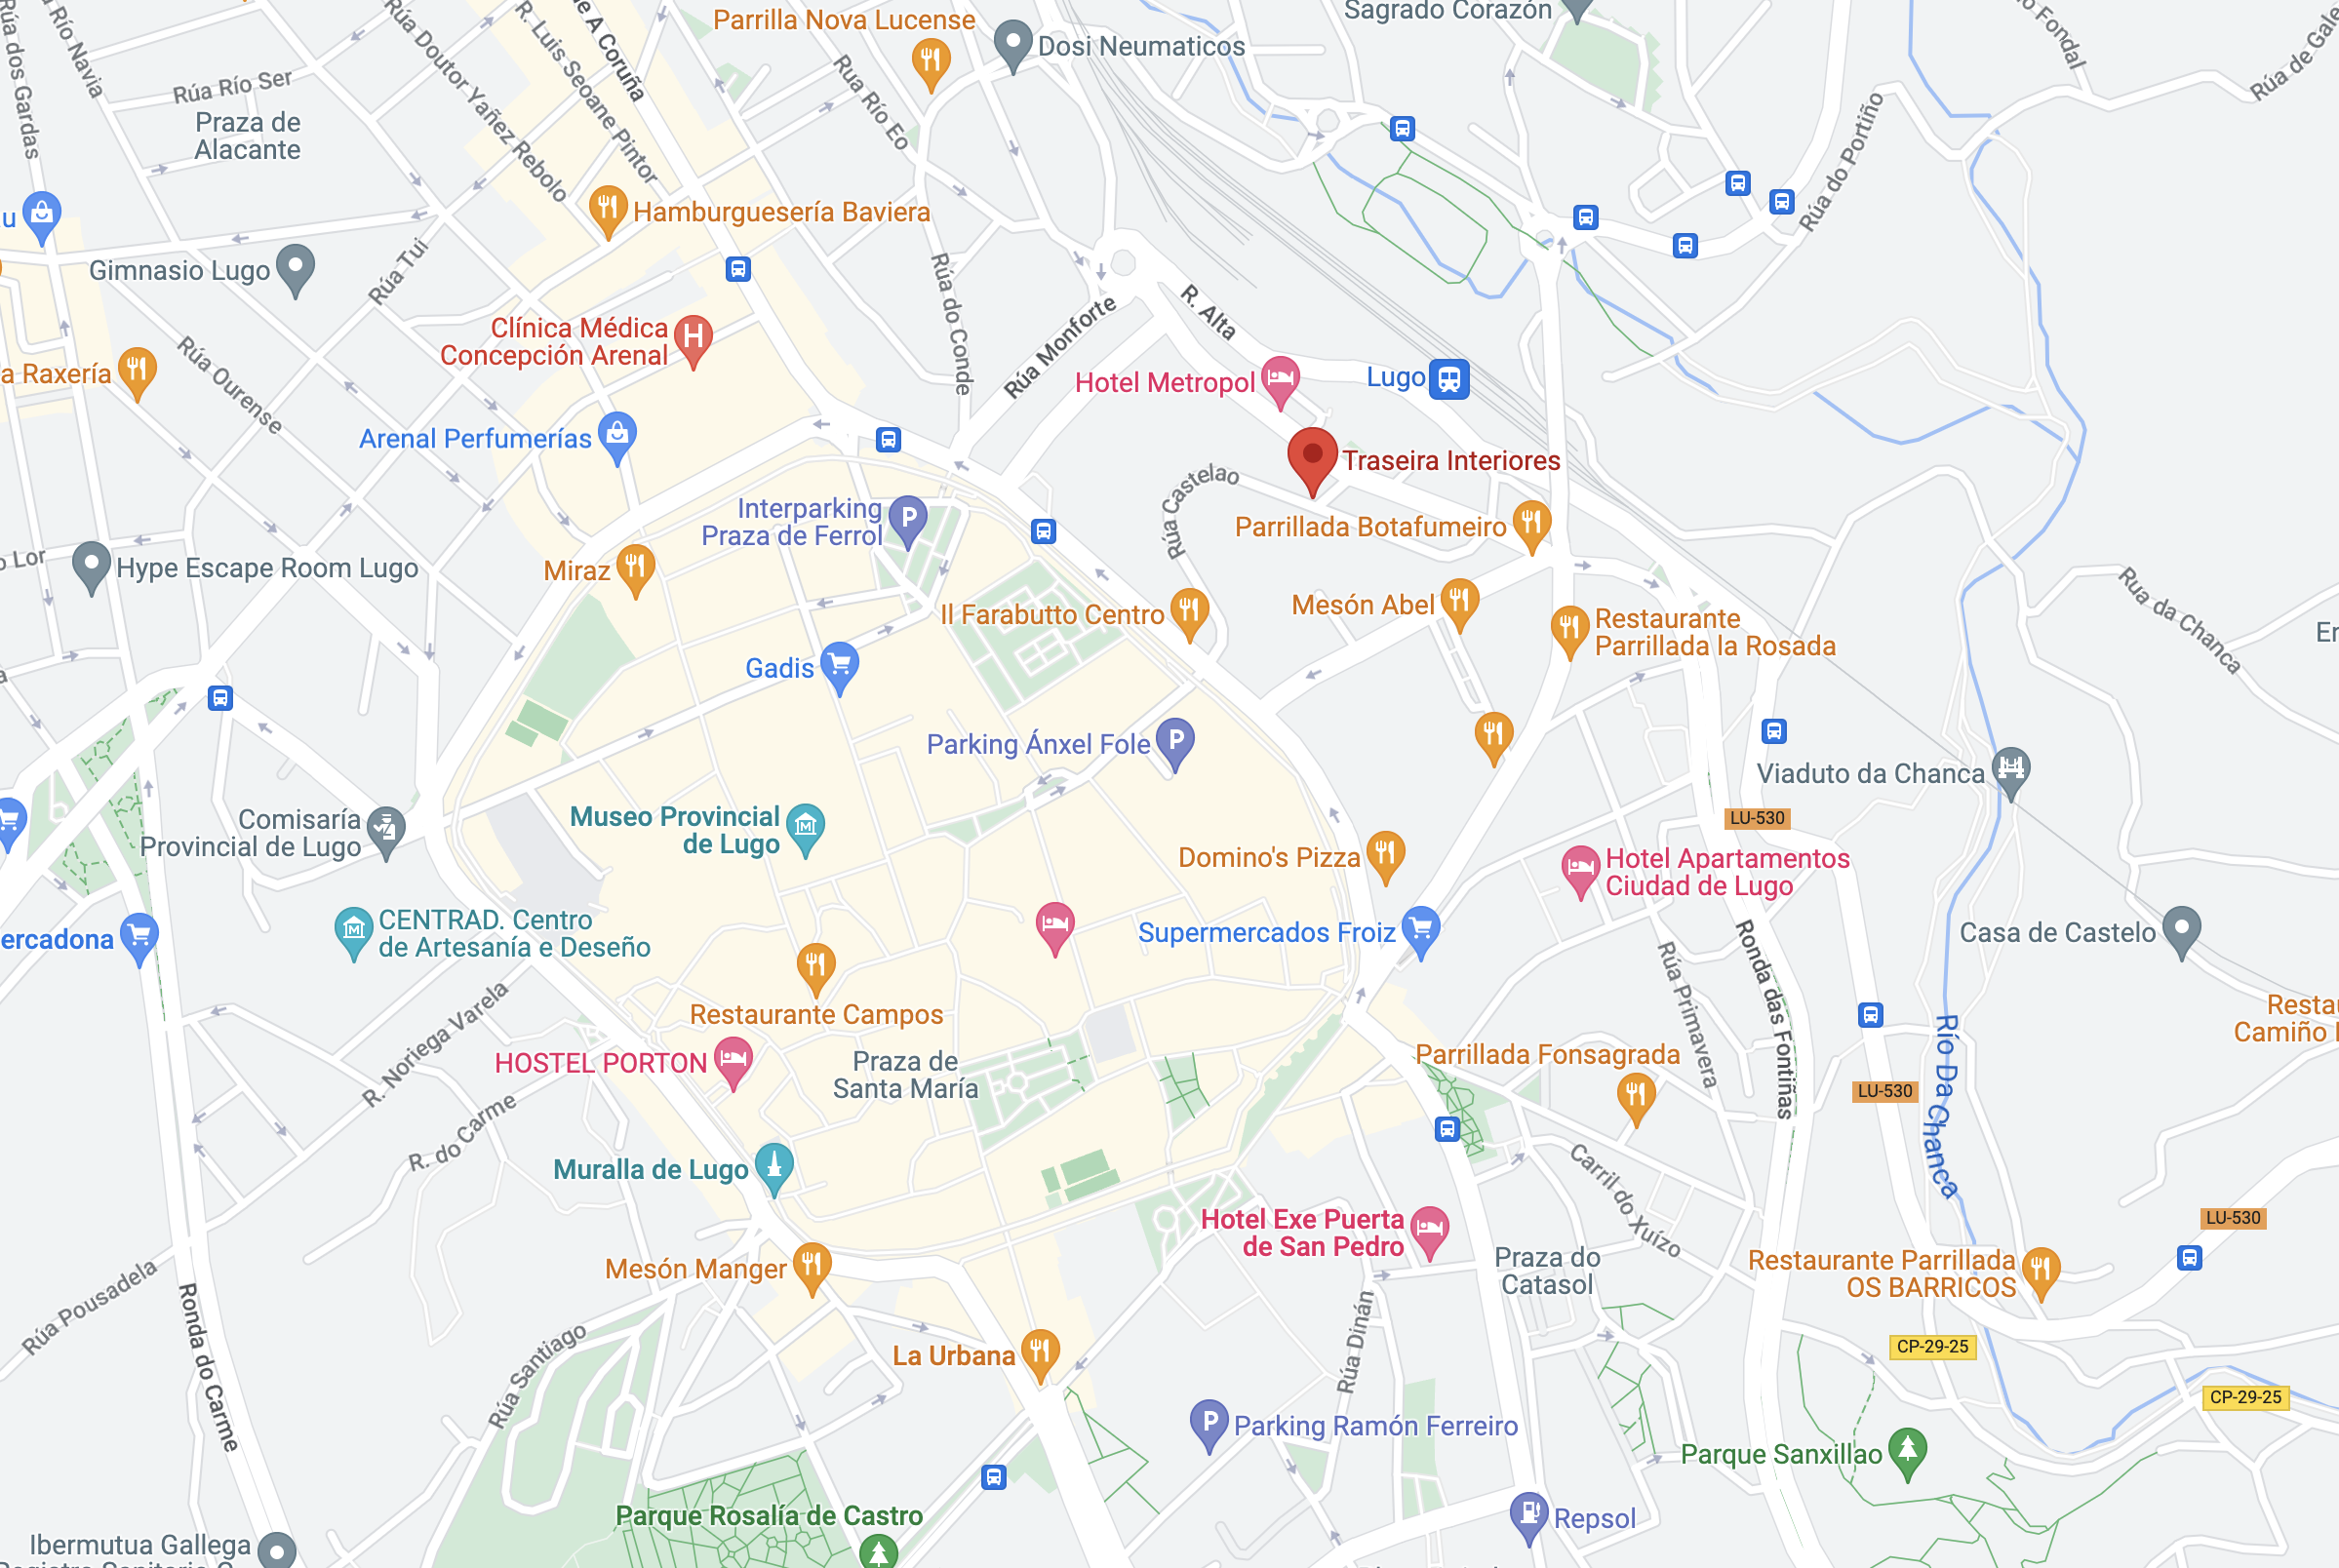 Parrilla Nova Lucense
Dosi Neumaticos
Sagrado Corazón
Rúa dos Gardas
Río Navia
Rúa Río Ser
Praza de
Alacante
Rúa Doutor Yañez Rebolo
R. Luis Seoane Pintor
de A Coruña
Rua Río Eo
Rúa do Portiño
Rúa de Gale
o Fondal
Hamburguesería Baviera
u
Gimnasio Lugo
Rúa Tui
Rúa do Conde
Rúa Monforte
R. Alta
Clínica Médica
Concepción Arenal
a Raxería
Rúa Ourense
Hotel Metropol
Lugo
Arenal Perfumerías
Traseira Interiores
Rúa Castelao
Interparking
Praza de Ferrol
Parrillada Botafumeiro
o Lor
Hype Escape Room Lugo
Miraz
Il Farabutto Centro
Mesón Abel
Restaurante
Parrillada la Rosada
Rua da Chanca
Er
Gadis
a
Parking Ánxel Fole
Viaduto da Chanca
LU-530
Comisaría
Provincial de Lugo
Museo Provincial
de Lugo
Domino's Pizza
Hotel Apartamentos
Ciudad de Lugo
ercadona
CENTRAD. Centro
de Artesanía e Deseño
Supermercados Froiz
Casa de Castelo
Rúa Primavera
Ronda das Fontiñas
Restau
Camiño
Restaurante Campos
R. Noriega Varela
HOSTEL PORTON
Praza de
Santa María
Parrillada Fonsagrada
LU-530
Río Da Chanca
R. do Carme
Muralla de Lugo
Carril do Xuízo
Hotel Exe Puerta
de San Pedro
LU-530
Praza do
Catasol
Restaurante Parrillada
OS BARRICOS
Mesón Manger
Rúa Pousadela
Ronda do Carme
Rúa Santiago
La Urbana
Rúa Dinán
CP-29-25
CP-29-25
Parking Ramón Ferreiro
Parque Sanxillao
Parque Rosalía de Castro
Repsol
Ibermutua Gallega